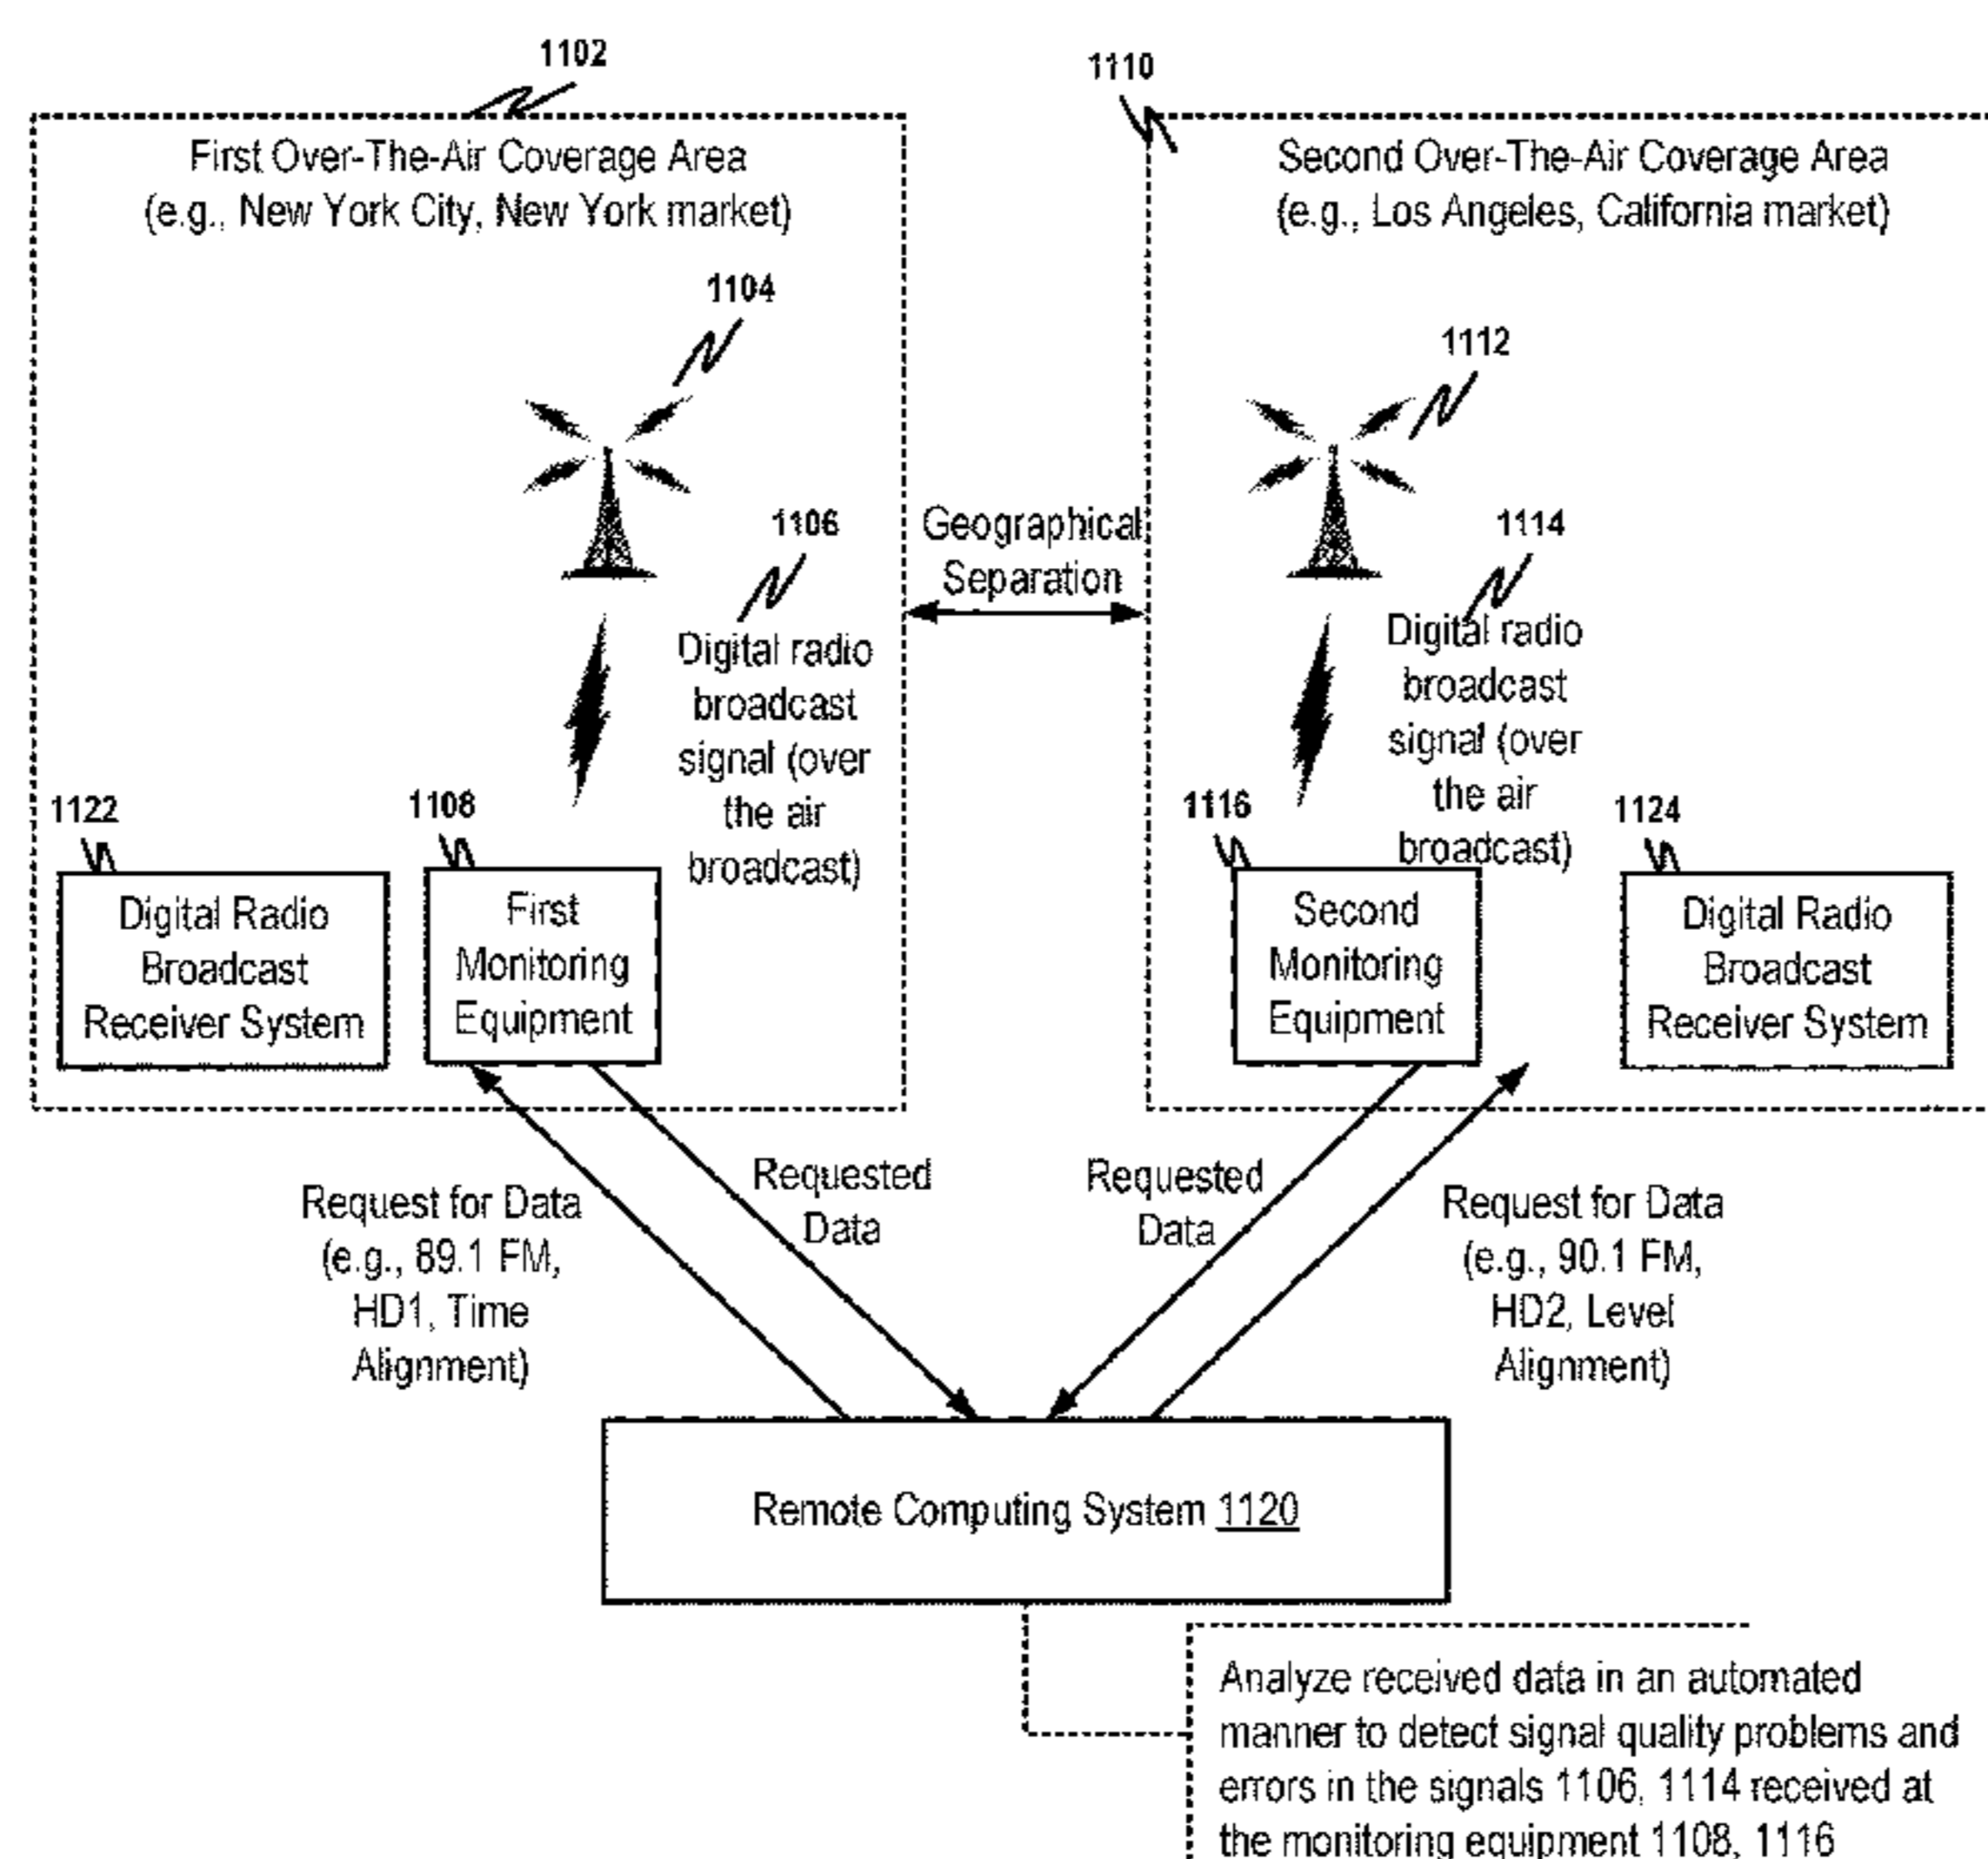 1102
1110
First Over-The-Air Coverage Area
(e.g., New York City, New York market)
Second Over-The-Air Coverage Area
(e.g., Los Angeles, California market)
1104
1112
1106
Geographical
Separation
1114
Digital radio
broadcast
signal (over
the air
broadcast)
Digital radio
broadcast
signal (over
the air
broadcast)
1122
1108
1116
1124
Digital Radio
Broadcast
Receiver System
First
Monitoring
Equipment
Second
Monitoring
Equipment
Digital Radio
Broadcast
Receiver System
Request for Data
(e.g., 89.1 FM,
HD1, Time
Alignment)
Requested
Data
Requested
Data
Request for Data
(e.g., 90.1 FM,
HD2, Level
Alignment)
Remote Computing System 1120
Analyze received data in an automated
manner to detect signal quality problems and
errors in the signals 1106, 1114 received at
the monitoring equipment 1108, 1116